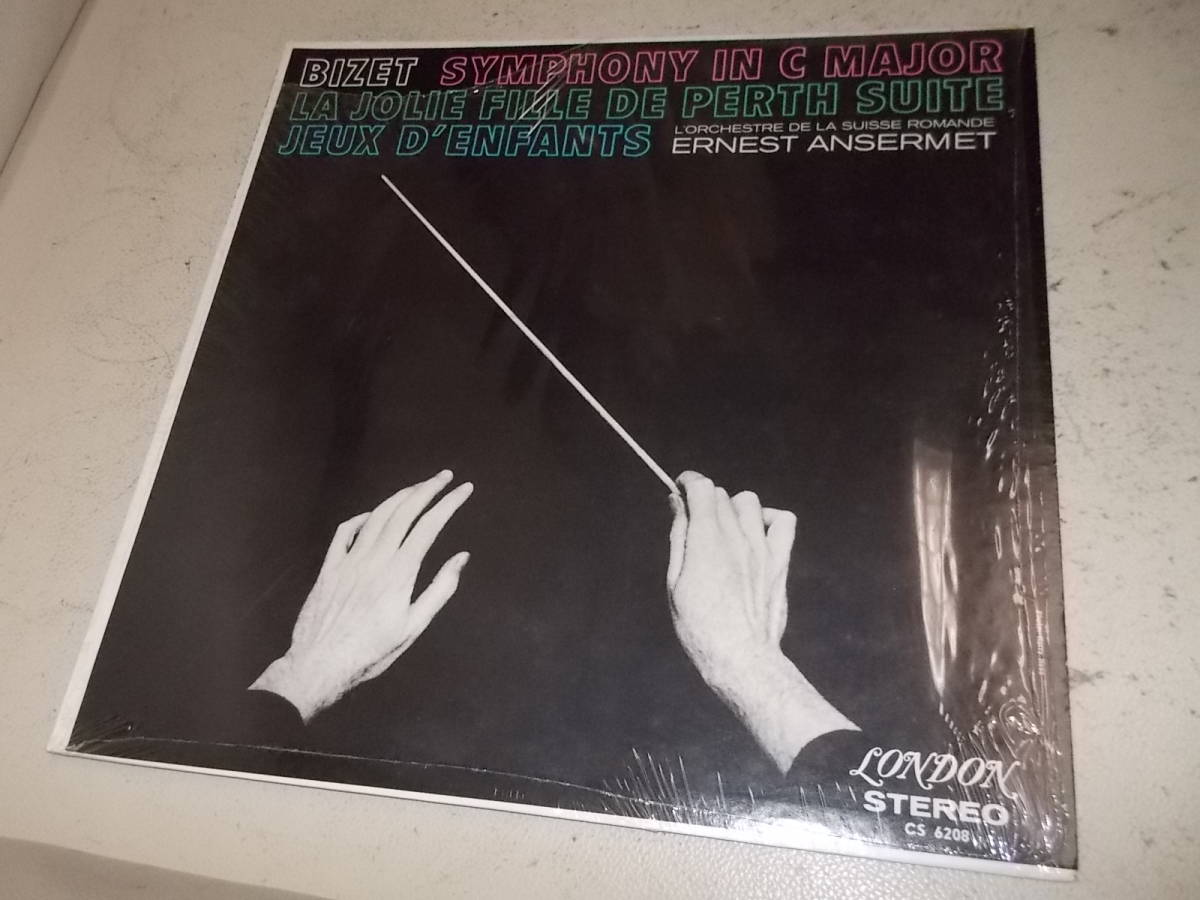 BIZET SYMPHONY IN C MAJOR
LA JOLIE FILLE DE PERTH SUITE
JEUX D'ENFANTS
L'ORCHESTRE DE LA SUISSE ROMANDE
ERNEST ANSERMET
LONDON
STEREO
CS 6208